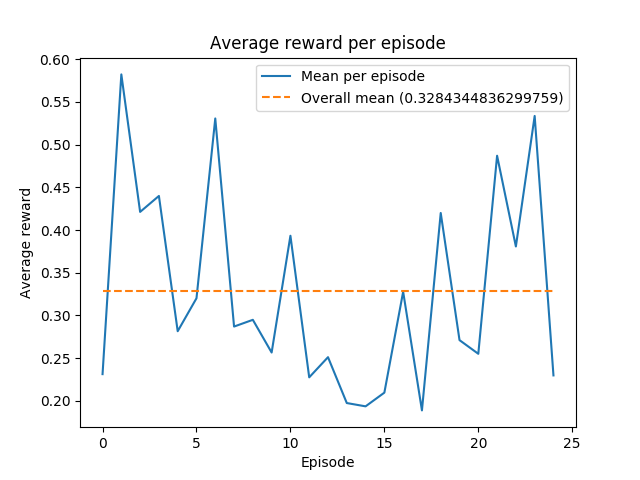 Average reward per episode
Mean per episode
Overall mean (0.3284344836299759)
Average reward
0.60
0.55
0.50
0.45
0.40
0.35
0.30
0.25
0.20
0 5 10 15 20 25
Episode